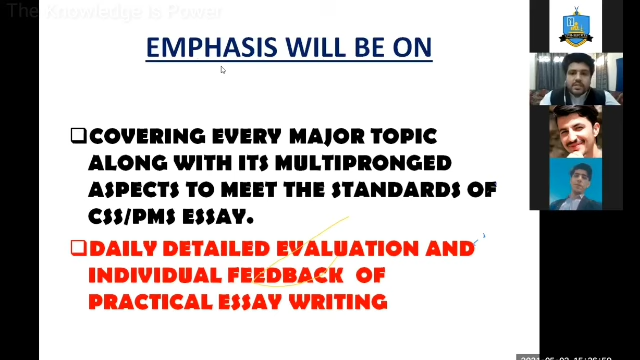 The Knowledge is Power
EMPHASIS WILL BE ON
COVERING EVERY MAJOR TOPIC
ALONG WITH ITS MULTIPRONGED
ASPECTS TO MEET THE STANDARDS OF
CSS/PMS ESSAY.
DAILY DETAILED EVALUATION AND
INDIVIDUAL FEEDBACK OF
PRACTICAL ESSAY WRITING